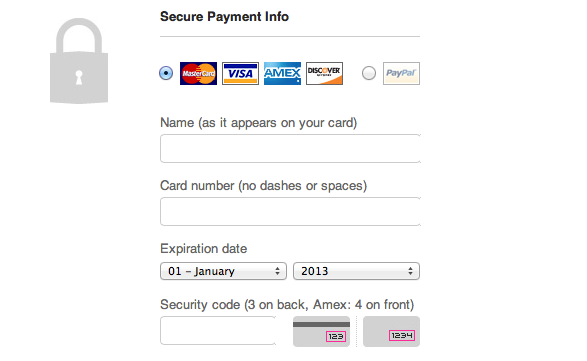 Secure Payment Info
MasterCard VISA AMEX DISCOVER PayPal
Name (as it appears on your card)
Card number (no dashes or spaces)
Expiration date
01 - January 2013
Security code (3 on back, Amex: 4 on front)
123 1234